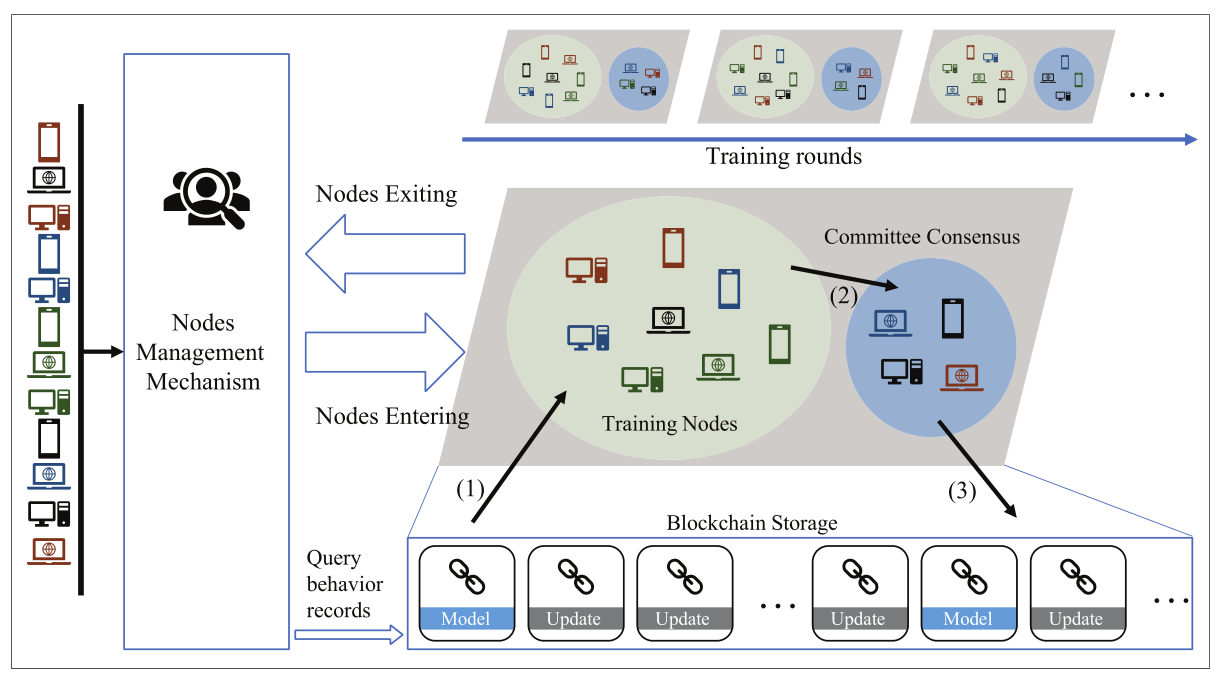 Training rounds
Nodes Exiting
Committee Consensus
(2)
Nodes
Management
Mechanism
Nodes Entering
Training Nodes
(1)
(3)
Blockchain Storage
Query
behavior
records
Model
Update
Update
...
Update
Model
Update
...
...